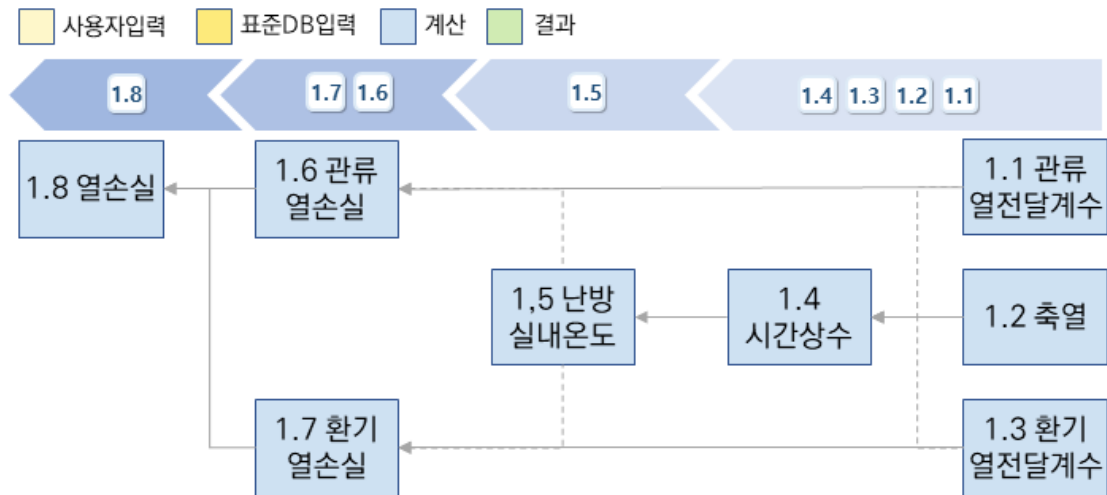 사용자입력 표준DB입력 계산 결과
1.8 1.7 1.6 1.5 1.4 1.3 1.2 1.1
1.8 열손실
1.6 관류
열손실
1.1 관류
열전달계수
1,5 난방
실내온도
1.4
시간상수
1.2 축열
1.7 환기
열손실
1.3 환기
열전달계수